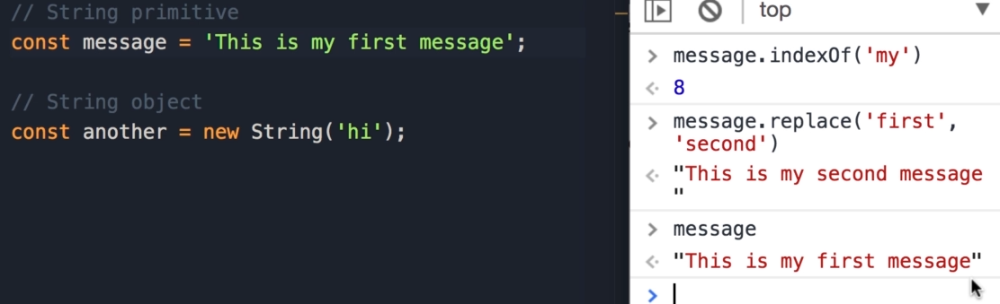 // String primitive
const message = 'This is my first message';
// String object
const another = new String('hi');
top
> message.indexOf('my')
8
> message.replace('first',
'second')
"This is my second message
"
> message
"This is my first message"
>